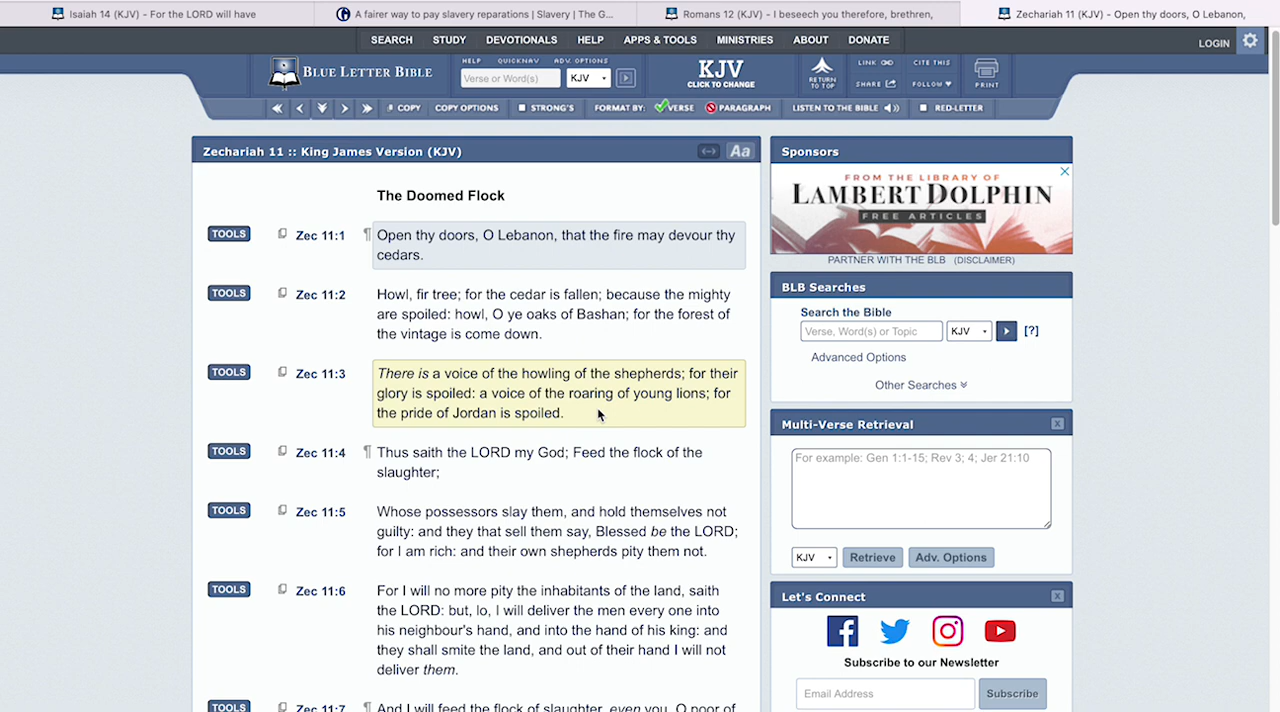 Isaiah 14 (KJV) - For the LORD will have
A fairer way to pay slavery reparations | Slavery | The G...
Romans 12 (KJV) - I beseech you therefore, brethren,
Zechariah 11 (KJV) - Open thy doors, O Lebanon,
SEARCH STUDY DEVOTIONALS HELP APPS & TOOLS MINISTRIES ABOUT DONATE
LOGIN
BLUE LETTER BIBLE
HELP QUICKNAV ADV. OPTIONS
Verse or Word(s) KJV
KJV
CLICK TO CHANGE
RETURN
TO TOP
LINK CITE THIS
SHARE FOLLOW
PRINT
COPY COPY OPTIONS STRONG'S FORMAT BY: VERSE PARAGRAPH LISTEN TO THE BIBLE RED-LETTER
Zechariah 11 :: King James Version (KJV)
Aa
The Doomed Flock
TOOLS Zec 11:1 ¶ Open thy doors, O Lebanon, that the fire may devour thy
cedars.
TOOLS Zec 11:2 Howl, fir tree; for the cedar is fallen; because the mighty
are spoiled: howl, O ye oaks of Bashan; for the forest of
the vintage is come down.
TOOLS Zec 11:3 There is a voice of the howling of the shepherds; for their
glory is spoiled: a voice of the roaring of young lions; for
the pride of Jordan is spoiled.
TOOLS Zec 11:4 ¶ Thus saith the LORD my God; Feed the flock of the
slaughter;
TOOLS Zec 11:5 Whose possessors slay them, and hold themselves not
guilty: and they that sell them say, Blessed be the LORD;
for I am rich: and their own shepherds pity them not.
TOOLS Zec 11:6 For I will no more pity the inhabitants of the land, saith
the LORD: but, lo, I will deliver the men every one into
his neighbour's hand, and into the hand of his king: and
they shall smite the land, and out of their hand I will not
deliver them.
TOOLS Zec 11:7 ¶ And I will feed the flock of slaughter, even you, O poor of
Sponsors
FROM THE LIBRARY OF
LAMBERT DOLPHIN
FREE ARTICLES
PARTNER WITH THE BLB (DISCLAIMER)
BLB Searches
Search the Bible
Verse, Word(s) or Topic KJV [?]
Advanced Options
Other Searches
Multi-Verse Retrieval
For example: Gen 1:1-15; Rev 3; 4; Jer 21:10
KJV Retrieve Adv. Options
Let's Connect
Subscribe to our Newsletter
Email Address Subscribe